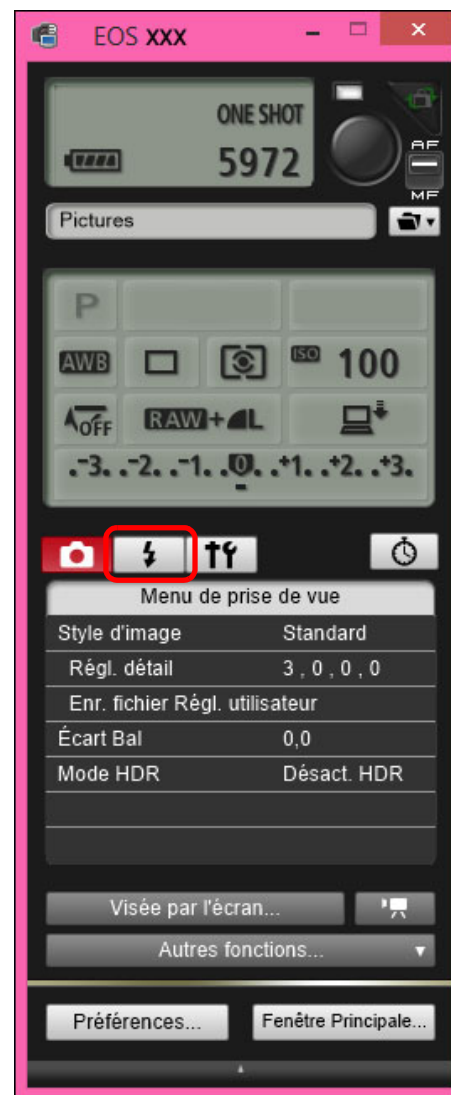 EOS XXX
ONE SHOT
5972
AF
MF
Pictures
P
AWB
ISO 100
OFF RAW+L
.-3. .-2. .-1. .0. .+1. .+2. .+3.
Menu de prise de vue
Style d'image Standard
Régl. détail 3 , 0 , 0 , 0
Enr. fichier Régl. utilisateur
Écart Bal 0,0
Mode HDR Désact. HDR
Visée par l'écran...
Autres fonctions...
Préférences... Fenêtre Principale...